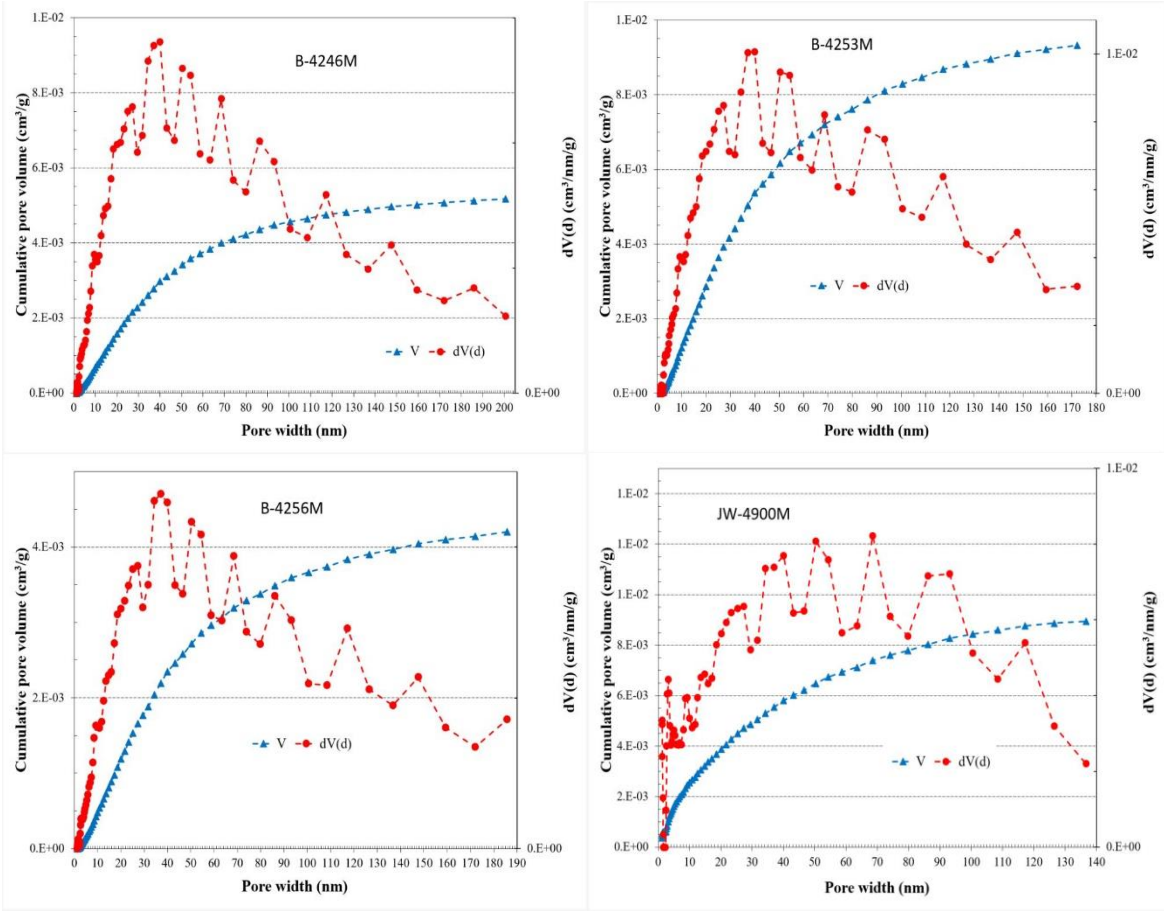 B-4246M
Cumulative pore volume (cm³/g)
1.E-02
8.E-03
6.E-03
4.E-03
2.E-03
0.E+00
V dV(d)
0.E+00
dV(d) (cm³/nm/g)
0 10 20 30 40 50 60 70 80 90 100 110 120 130 140 150 160 170 180 190 200
Pore width (nm)
B-4253M
Cumulative pore volume (cm³/g)
1.E-02
8.E-03
6.E-03
4.E-03
2.E-03
0.E+00
V dV(d)
1.E-02
0.E+00
dV(d) (cm³/nm/g)
0 10 20 30 40 50 60 70 80 90 100 110 120 130 140 150 160 170 180
Pore width (nm)
B-4256M
Cumulative pore volume (cm³/g)
4.E-03
2.E-03
0.E+00
V dV(d)
0.E+00
dV(d) (cm³/nm/g)
0 10 20 30 40 50 60 70 80 90 100 110 120 130 140 150 160 170 180 190
Pore width (nm)
JW-4900M
Cumulative pore volume (cm³/g)
1.E-02
1.E-02
1.E-02
8.E-03
6.E-03
4.E-03
2.E-03
0.E+00
V dV(d)
1.E-02
0.E+00
dV(d) (cm³/nm/g)
0 10 20 30 40 50 60 70 80 90 100 110 120 130 140
Pore width (nm)